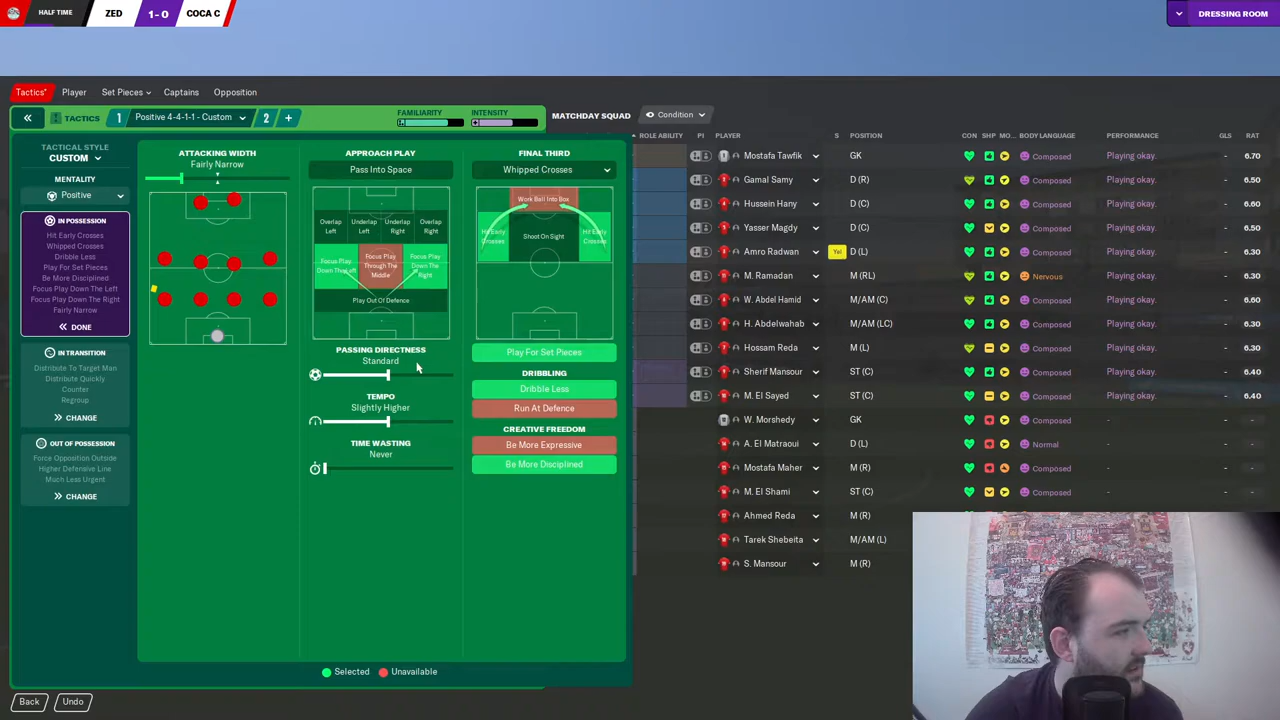 HALF TIME
ZED
1 - 0
COCA C
DRESSING ROOM
Tactics*
Player
Set Pieces
Captains
Opposition
TACTICS
1
Positive 4-4-1-1 - Custom
2
FAMILIARITY
INTENSITY
MATCHDAY SQUAD
Condition
TACTICAL STYLE
CUSTOM
MENTALITY
Positive
IN POSSESSION
Hit Early Crosses
Whipped Crosses
Dribble Less
Play For Set Pieces
Be More Disciplined
Focus Play Down The Left
Focus Play Down The Right
Fairly Narrow
DONE
IN TRANSITION
Distribute To Target Man
Distribute Quickly
Counter
Regroup
CHANGE
OUT OF POSSESSION
Force Opposition Outside
Higher Defensive Line
Much Less Urgent
CHANGE
ATTACKING WIDTH
Fairly Narrow
APPROACH PLAY
Pass Into Space
Overlap Left
Underlap Left
Underlap Right
Overlap Right
Focus Play Down The Left
Focus Play Through The Middle
Focus Play Down The Right
Play Out Of Defence
PASSING DIRECTNESS
Standard
TEMPO
Slightly Higher
TIME WASTING
Never
FINAL THIRD
Whipped Crosses
Work Ball Into Box
Hit Early Crosses
Shoot On Sight
Hit Early Crosses
Play For Set Pieces
DRIBBLING
Dribble Less
Run At Defence
CREATIVE FREEDOM
Be More Expressive
Be More Disciplined
Selected
Unavailable
Back
Undo
ROLE ABILITY PI PLAYER S POSITION CON SHP MO... BODY LANGUAGE PERFORMANCE GLS RAT
Mostafa Tawfik GK Composed Playing okay. - 6.70
Gamal Samy D (R) Composed Playing okay. - 6.50
Hussein Hany D (C) Composed Playing okay. - 6.60
Yasser Magdy D (C) Composed Playing okay. - 6.50
Amro Radwan Yel D (L) Composed Playing okay. - 6.30
M. Ramadan M (RL) Nervous Playing okay. - 6.30
W. Abdel Hamid M/AM (C) Composed Playing okay. - 6.60
H. Abdelwahab M/AM (LC) Composed Playing okay. - 6.30
Hossam Reda M (L) Composed Playing okay. - 6.30
Sherif Mansour ST (C) Composed Playing okay. - 6.40
M. El Sayed ST (C) Composed Playing okay. - 6.40
W. Morshedy GK Composed - - --
A. El Matraoui D (L) Normal - - --
Mostafa Maher M (R) Composed - - --
M. El Shami ST (C) Composed - - --
Ahmed Reda M (R)
Tarek Shebeita M/AM (L)
S. Mansour M (R)